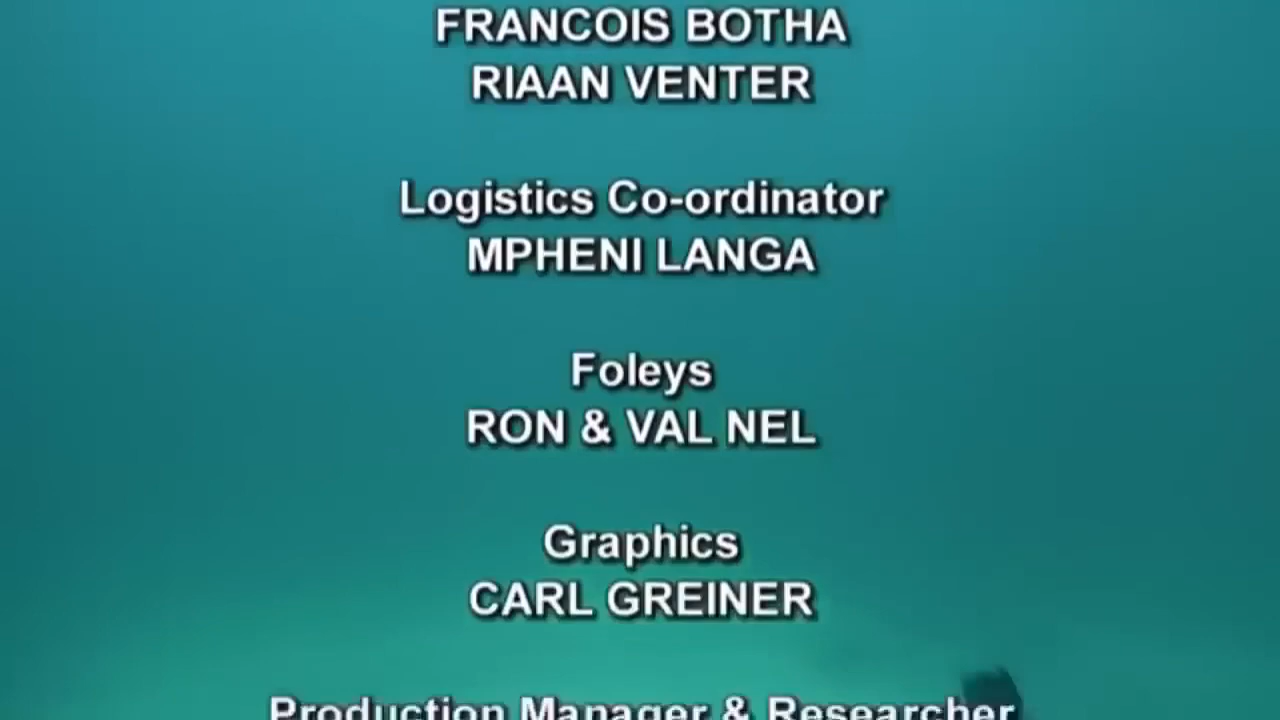 FRANCOIS BOTHA
RIAAN VENTER
Logistics Co-ordinator
MPHENI LANGA
Foleys
RON & VAL NEL
Graphics
CARL GREINER
Production Manager & Researcher